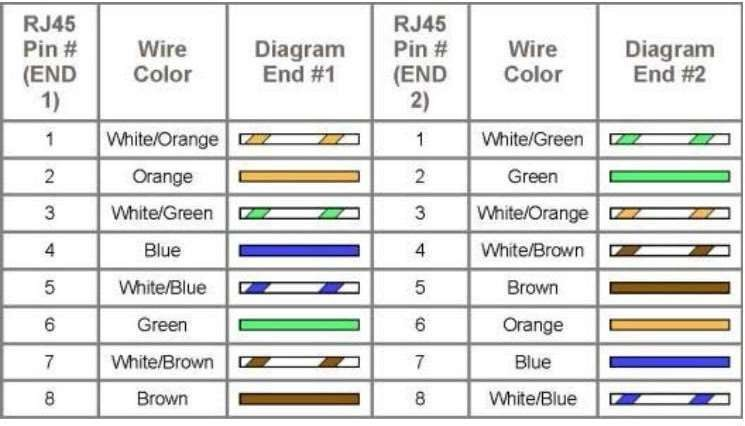 RJ45 Pin # (END 1) Wire Color Diagram End #1 RJ45 Pin # (END 2) Wire Color Diagram End #2
1 White/Orange 1 White/Green
2 Orange 2 Green
3 White/Green 3 White/Orange
4 Blue 4 White/Brown
5 White/Blue 5 Brown
6 Green 6 Orange
7 White/Brown 7 Blue
8 Brown 8 White/Blue